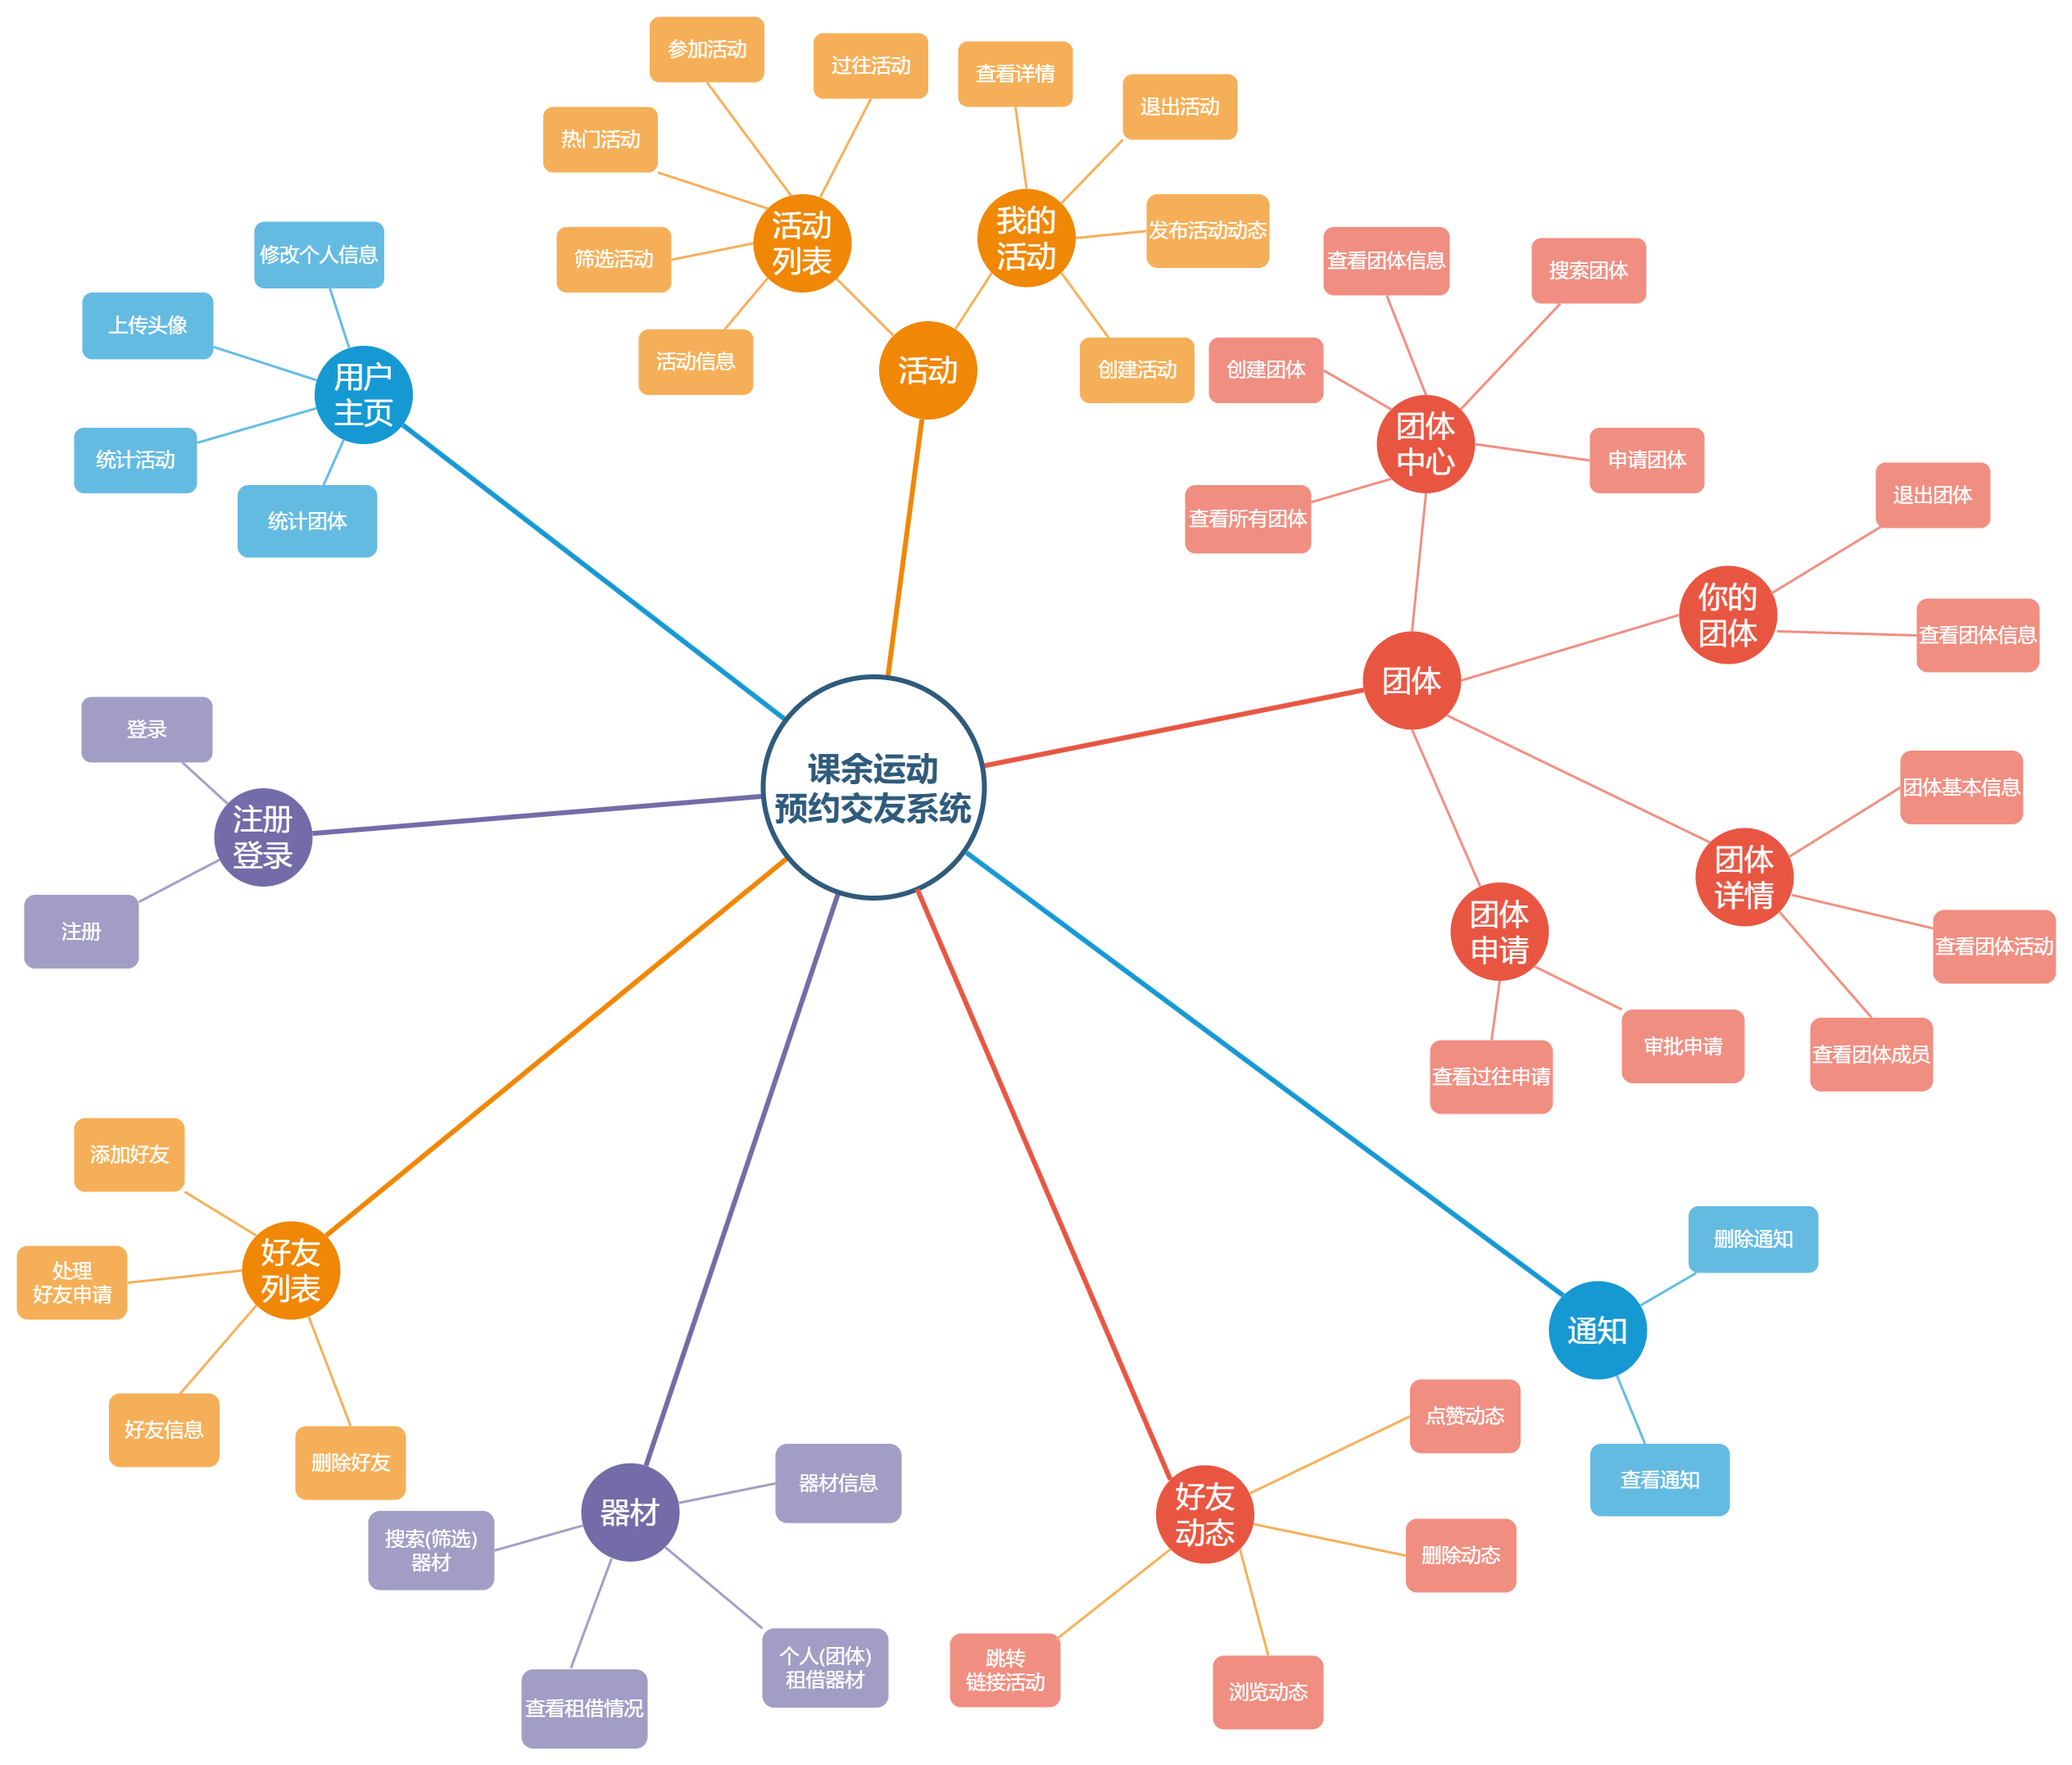 参加活动
过往活动
查看详情
退出活动
热门活动
筛选活动
活动
列表
我的
活动
发布活动动态
活动信息
活动
创建活动
修改个人信息
上传头像
用户
主页
统计活动
统计团体
查看团体信息
搜索团体
创建团体
团体
中心
申请团体
查看所有团体
退出团体
你的
团体
查看团体信息
团体
登录
注册
登录
注册
课余运动
预约交友系统
团体基本信息
团体
详情
查看团体活动
查看团体成员
团体
申请
审批申请
查看过往申请
添加好友
处理
好友申请
好友
列表
好友信息
删除好友
删除通知
通知
查看通知
器材信息
器材
搜索(筛选)
器材
个人(团体)
租借器材
查看租借情况
点赞动态
好友
动态
删除动态
跳转
链接活动
浏览动态